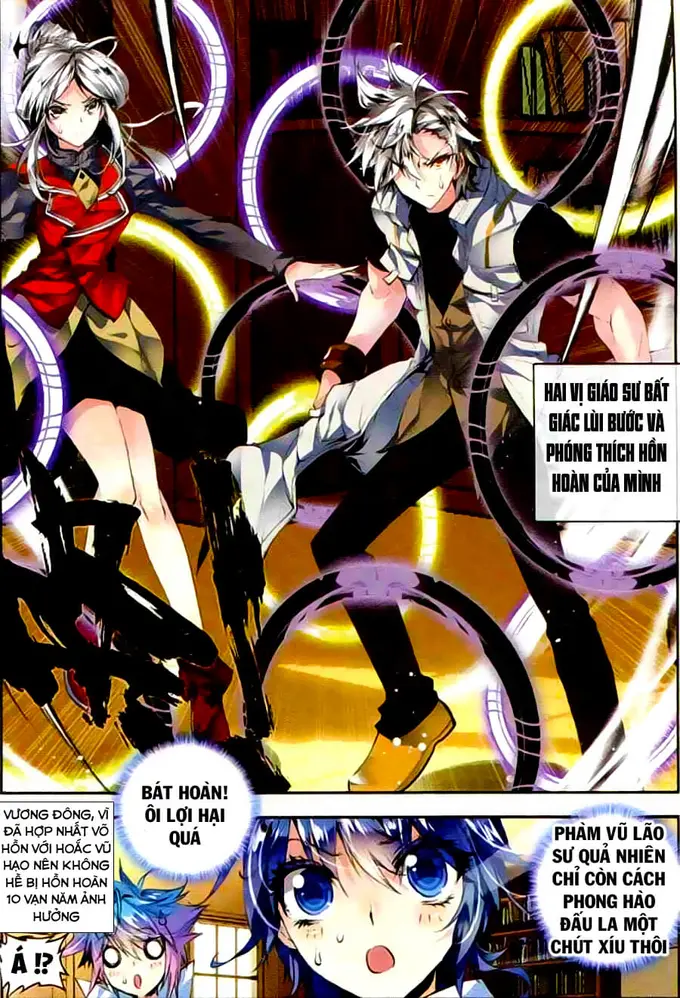 HAI VỊ GIÁO SƯ BẤT
GIÁC LÙI BƯỚC VÀ
PHÓNG THÍCH HỒN
HOÀN CỦA MÌNH
BÁT HOÀN!
ÔI LỢI HẠI
QUÁ
VƯƠNG ĐÔNG, VÌ
ĐÃ HỢP NHẤT VÕ
HỒN VỚI HOẮC VŨ
HẠO NÊN KHÔNG
HỀ BỊ HỒN HOÀN
10 VẠN NĂM ẢNH
HƯỞNG
PHÀM VŨ LÃO
SƯ QUẢ NHIÊN
CHỈ CÒN CÁCH
PHONG HÀO
ĐẤU LA MỘT
CHÚT XÍU THÔI
Á !?